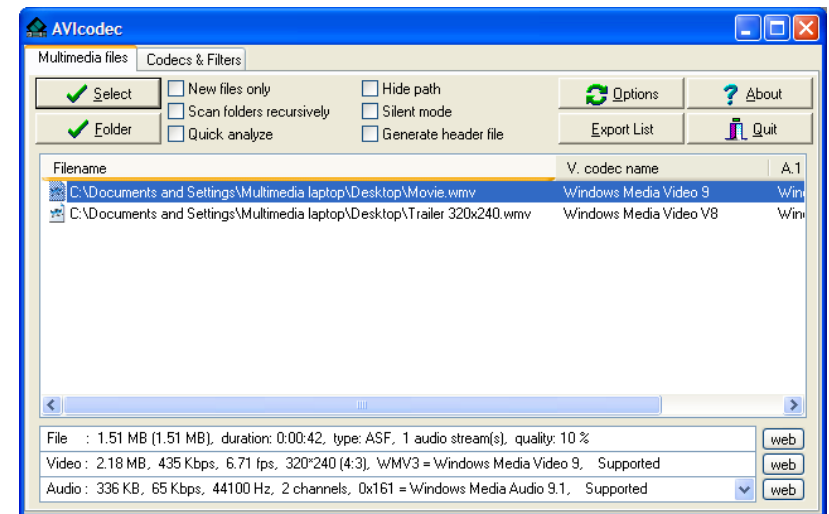 AVIcodec
Multimedia files Codecs & Filters
Select New files only Hide path Options About
Scan folders recursively Silent mode
Folder Quick analyze Generate header file Export List Quit
Filename V. codec name A.1
C:\Documents and Settings\Multimedia laptop\Desktop\Movie.wmv Windows Media Video 9
C:\Documents and Settings\Multimedia laptop\Desktop\Trailer 320x240.wmv Windows Media Video V8
File : 1.51 MB (1.51 MB), duration: 0:00:42, type: ASF, 1 audio stream(s), quality: 10 % web
Video : 2.18 MB, 435 Kbps, 6.71 fps, 320*240 (4:3), WMV3 = Windows Media Video 9, Supported web
Audio : 336 KB, 65 Kbps, 44100 Hz, 2 channels, 0x161 = Windows Media Audio 9.1, Supported web